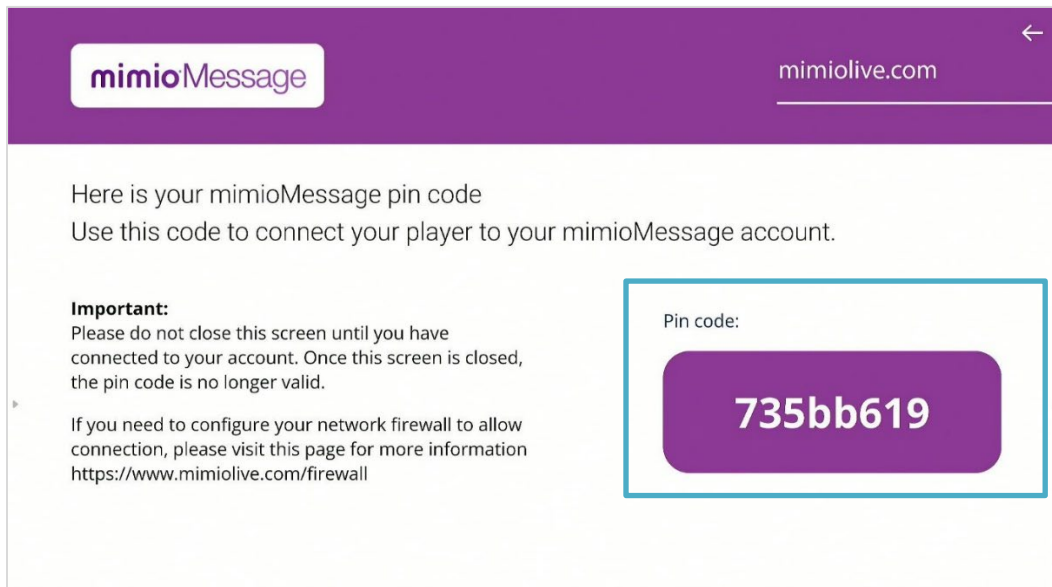 mimio Message
mimiolive.com
Here is your mimioMessage pin code
Use this code to connect your player to your mimioMessage account.
Important:
Please do not close this screen until you have
connected to your account. Once this screen is closed,
the pin code is no longer valid.
If you need to configure your network firewall to allow
connection, please visit this page for more information
https://www.mimiolive.com/firewall
Pin code:
735bb619